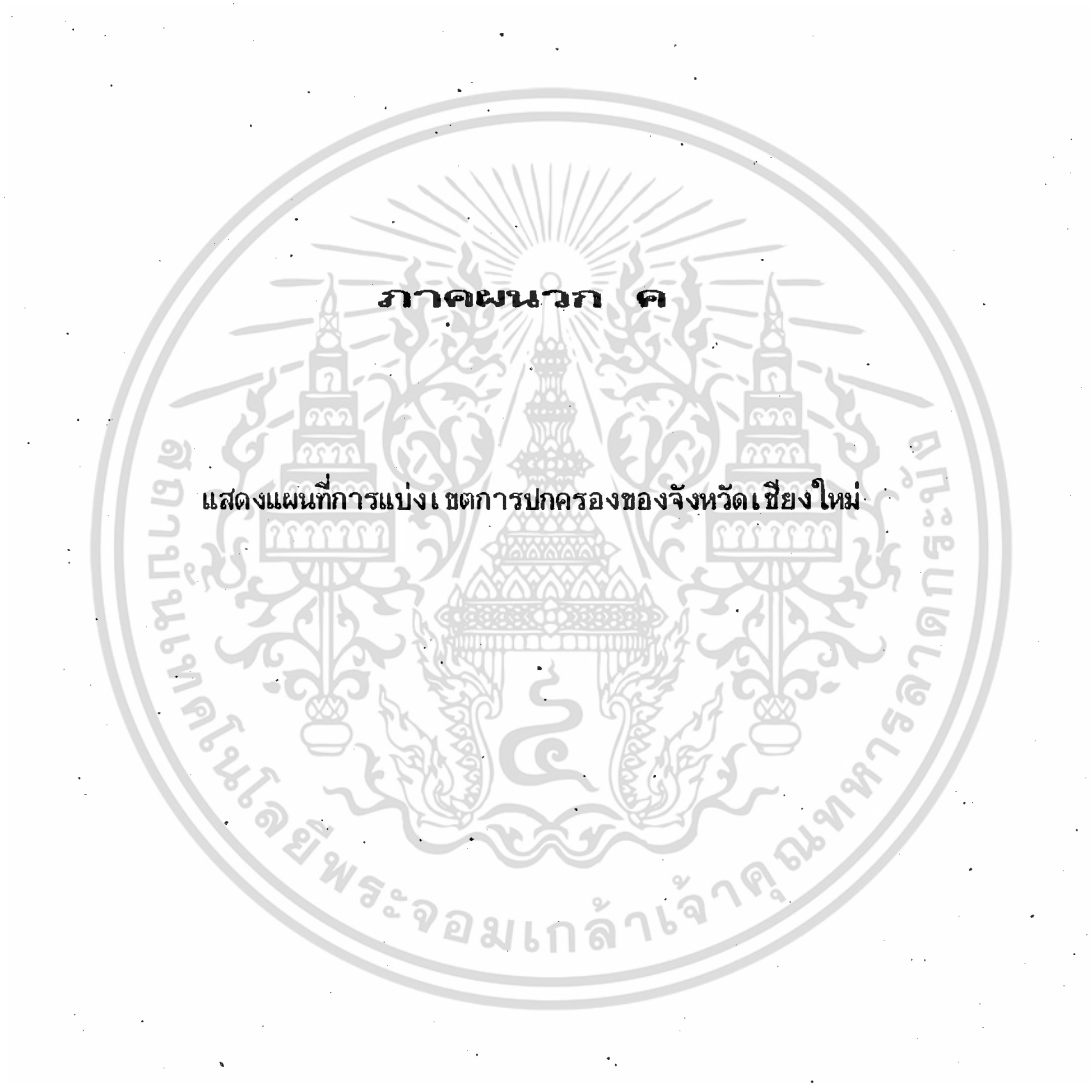 ภาคผนวก ค
แสดงแผนที่การแบ่งเขตการปกครองของจังหวัดเชียงใหม่
สถาบันเทคโนโลยีพระจอมเกล้าเจ้าคุณทหารลาดกระบัง